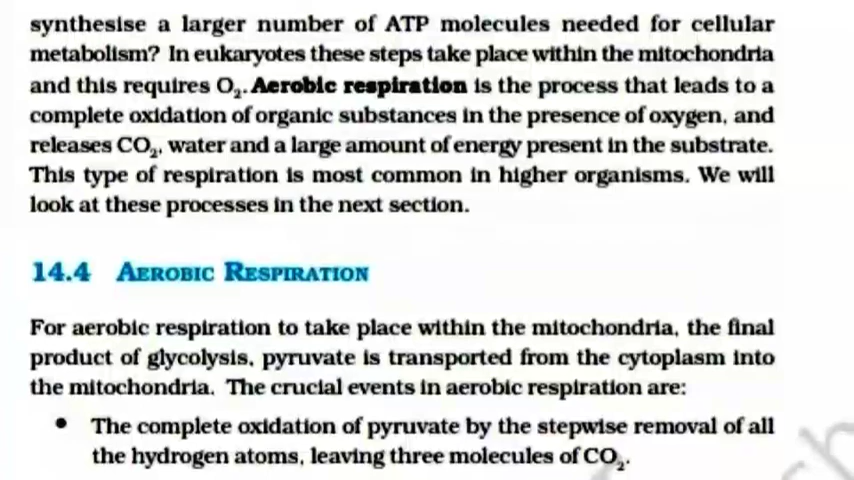 synthesise a larger number of ATP molecules needed for cellular
metabolism? In eukaryotes these steps take place within the mitochondria
and this requires O₂. Aerobic respiration is the process that leads to a
complete oxidation of organic substances in the presence of oxygen, and
releases CO₂, water and a large amount of energy present in the substrate.
This type of respiration is most common in higher organisms. We will
look at these processes in the next section.
14.4 AEROBIC RESPIRATION
For aerobic respiration to take place within the mitochondria, the final
product of glycolysis, pyruvate is transported from the cytoplasm into
the mitochondria. The crucial events in aerobic respiration are:
• The complete oxidation of pyruvate by the stepwise removal of all
the hydrogen atoms, leaving three molecules of CO₂.